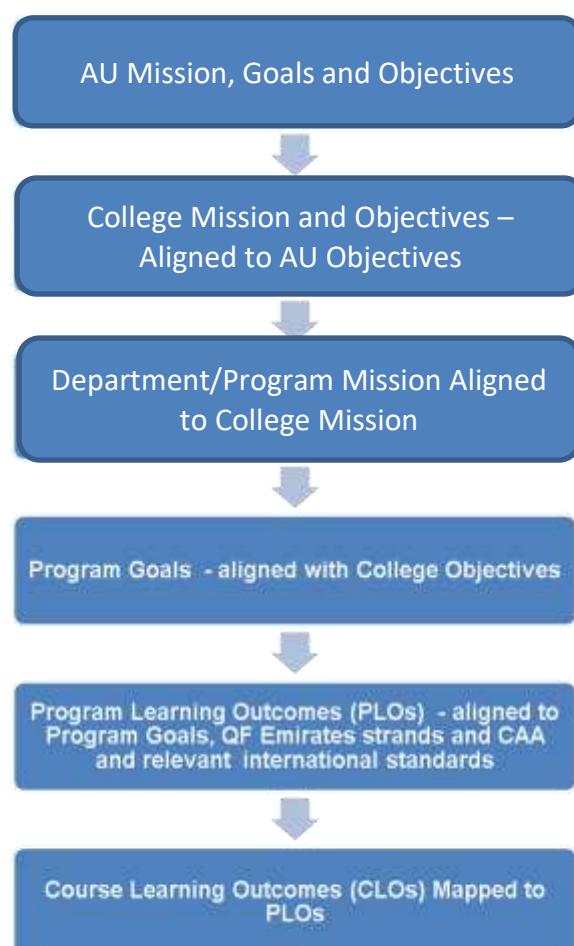 AU Mission, Goals and Objectives
College Mission and Objectives –
Aligned to AU Objectives
Department/Program Mission Aligned
to College Mission
Program Goals - aligned with College Objectives
Program Learning Outcomes (PLOs) - aligned to
Program Goals, QF Emirates strands and CAA
and relevant international standards
Course Learning Outcomes (CLOs) Mapped to
PLOs